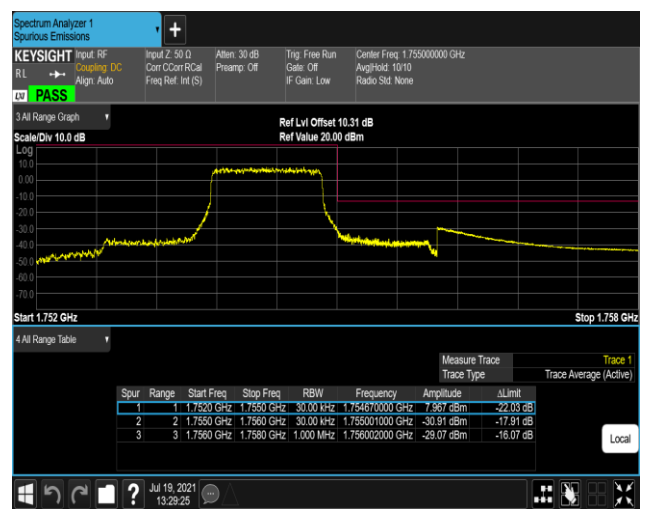 Spectrum Analyzer 1
Spurious Emissions
+
KEYSIGHT Input: RF Input Z: 50 Ω Atten: 30 dB Trig: Free Run Center Freq: 1.755000000 GHz
RL Coupling: DC Corr CCorr RCal Preamp: Off Gate: Off Avg|Hold: 10/10
Align: Auto Freq Ref: Int (S) IF Gain: Low Radio Std: None
LXI PASS
3 All Range Graph
Ref Lvl Offset 10.31 dB
Scale/Div 10.0 dB Ref Value 20.00 dBm
Log
10.0
0.00
-10.0
-20.0
-30.0
-40.0
-50.0
-60.0
-70.0
Start 1.752 GHz Stop 1.758 GHz
4 All Range Table
Measure Trace Trace 1
Trace Type Trace Average (Active)
Spur Range Start Freq Stop Freq RBW Frequency Amplitude ΔLimit
1 1 1.7520 GHz 1.7550 GHz 30.00 kHz 1.754670000 GHz 7.967 dBm -22.03 dB
2 2 1.7550 GHz 1.7560 GHz 30.00 kHz 1.755001000 GHz -30.91 dBm -17.91 dB
3 3 1.7560 GHz 1.7580 GHz 1.000 MHz 1.756002000 GHz -29.07 dBm -16.07 dB
Local
? Jul 19, 2021
13:29:25